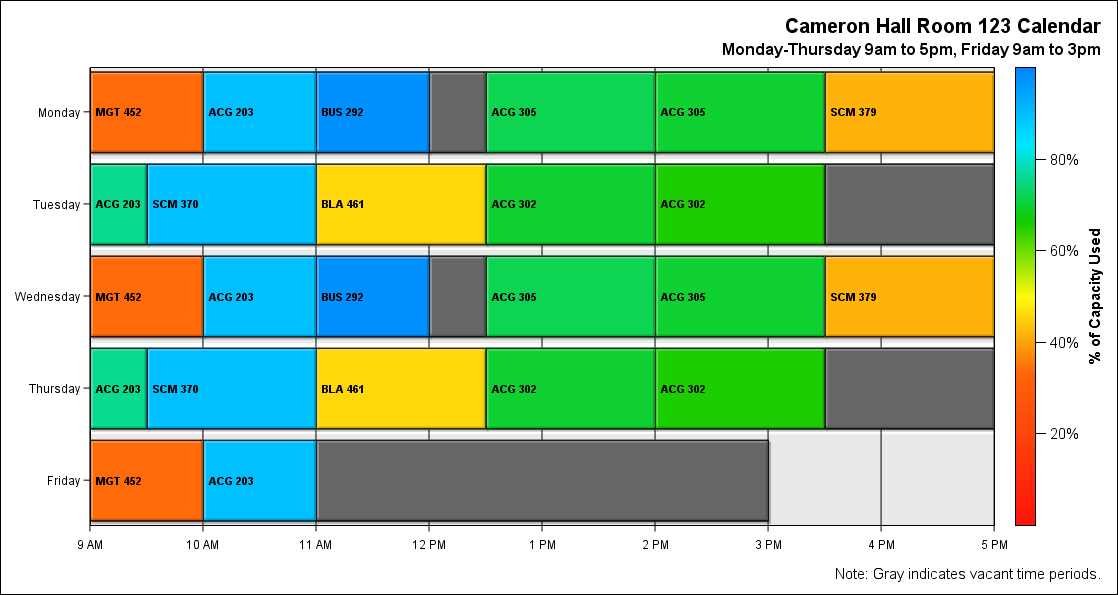 Cameron Hall Room 123 Calendar
Monday-Thursday 9am to 5pm, Friday 9am to 3pm
Monday
MGT 452
ACG 203
BUS 292
ACG 305
ACG 305
SCM 379
Tuesday
ACG 203
SCM 370
BLA 461
ACG 302
ACG 302
Wednesday
MGT 452
ACG 203
BUS 292
ACG 305
ACG 305
SCM 379
Thursday
ACG 203
SCM 370
BLA 461
ACG 302
ACG 302
Friday
MGT 452
ACG 203
9 AM
10 AM
11 AM
12 PM
1 PM
2 PM
3 PM
4 PM
5 PM
80%
60%
40%
20%
% of Capacity Used
Note: Gray indicates vacant time periods.